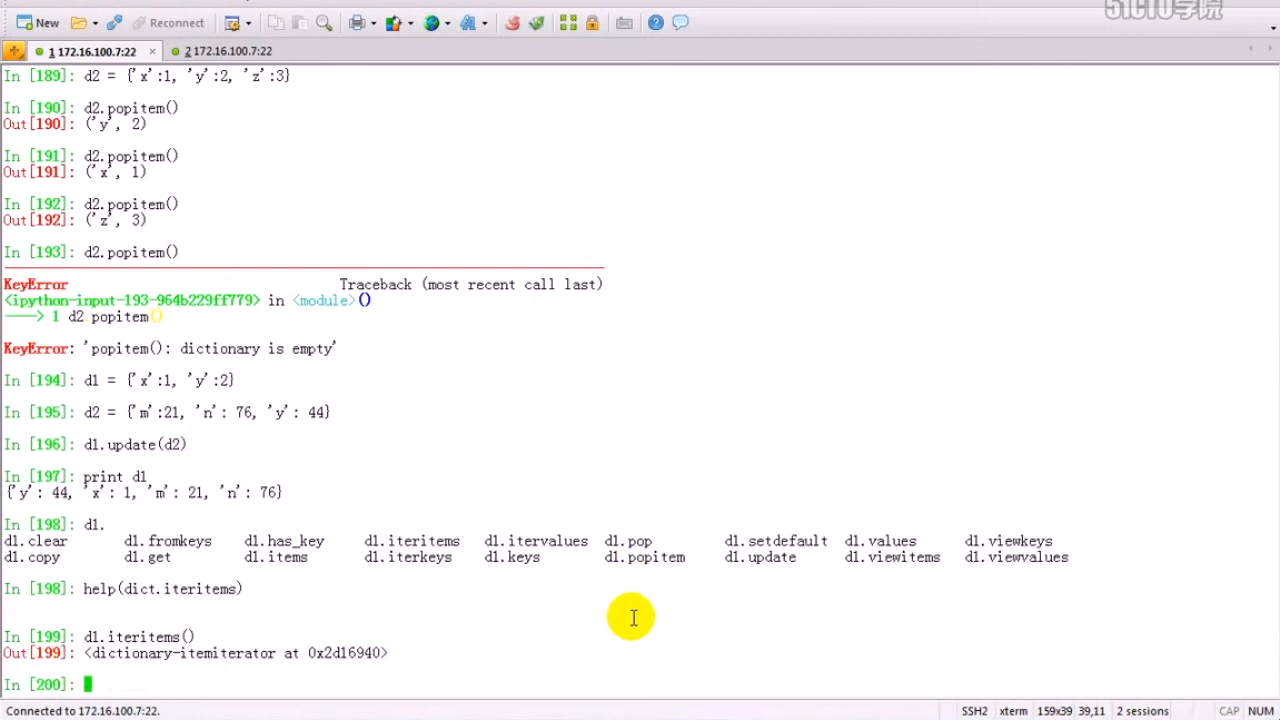 51CTO学院
New
Reconnect
1 172.16.100.7:22
2 172.16.100.7:22
In [189]: d2 = {'x':1, 'y':2, 'z':3}
In [190]: d2.popitem()
Out[190]: ('y', 2)
In [191]: d2.popitem()
Out[191]: ('x', 1)
In [192]: d2.popitem()
Out[192]: ('z', 3)
In [193]: d2.popitem()
KeyError Traceback (most recent call last)
<ipython-input-193-964b229ff779> in <module>()
----> 1 d2 popitem()
KeyError: 'popitem(): dictionary is empty'
In [194]: d1 = {'x':1, 'y':2}
In [195]: d2 = {'m':21, 'n': 76, 'y': 44}
In [196]: d1.update(d2)
In [197]: print d1
{'y': 44, 'x': 1, 'm': 21, 'n': 76}
In [198]: d1.
d1.clear d1.fromkeys d1.has_key d1.iteritems d1.itervalues d1.pop d1.setdefault d1.values d1.viewkeys
d1.copy d1.get d1.items d1.iterkeys d1.keys d1.popitem d1.update d1.viewitems d1.viewvalues
In [198]: help(dict.iteritems)
In [199]: d1.iteritems()
Out[199]: <dictionary-itemiterator at 0x2d16940>
In [200]:
Connected to 172.16.100.7:22. SSH2 xterm 159x39 39,11 2 sessions CAP NUM